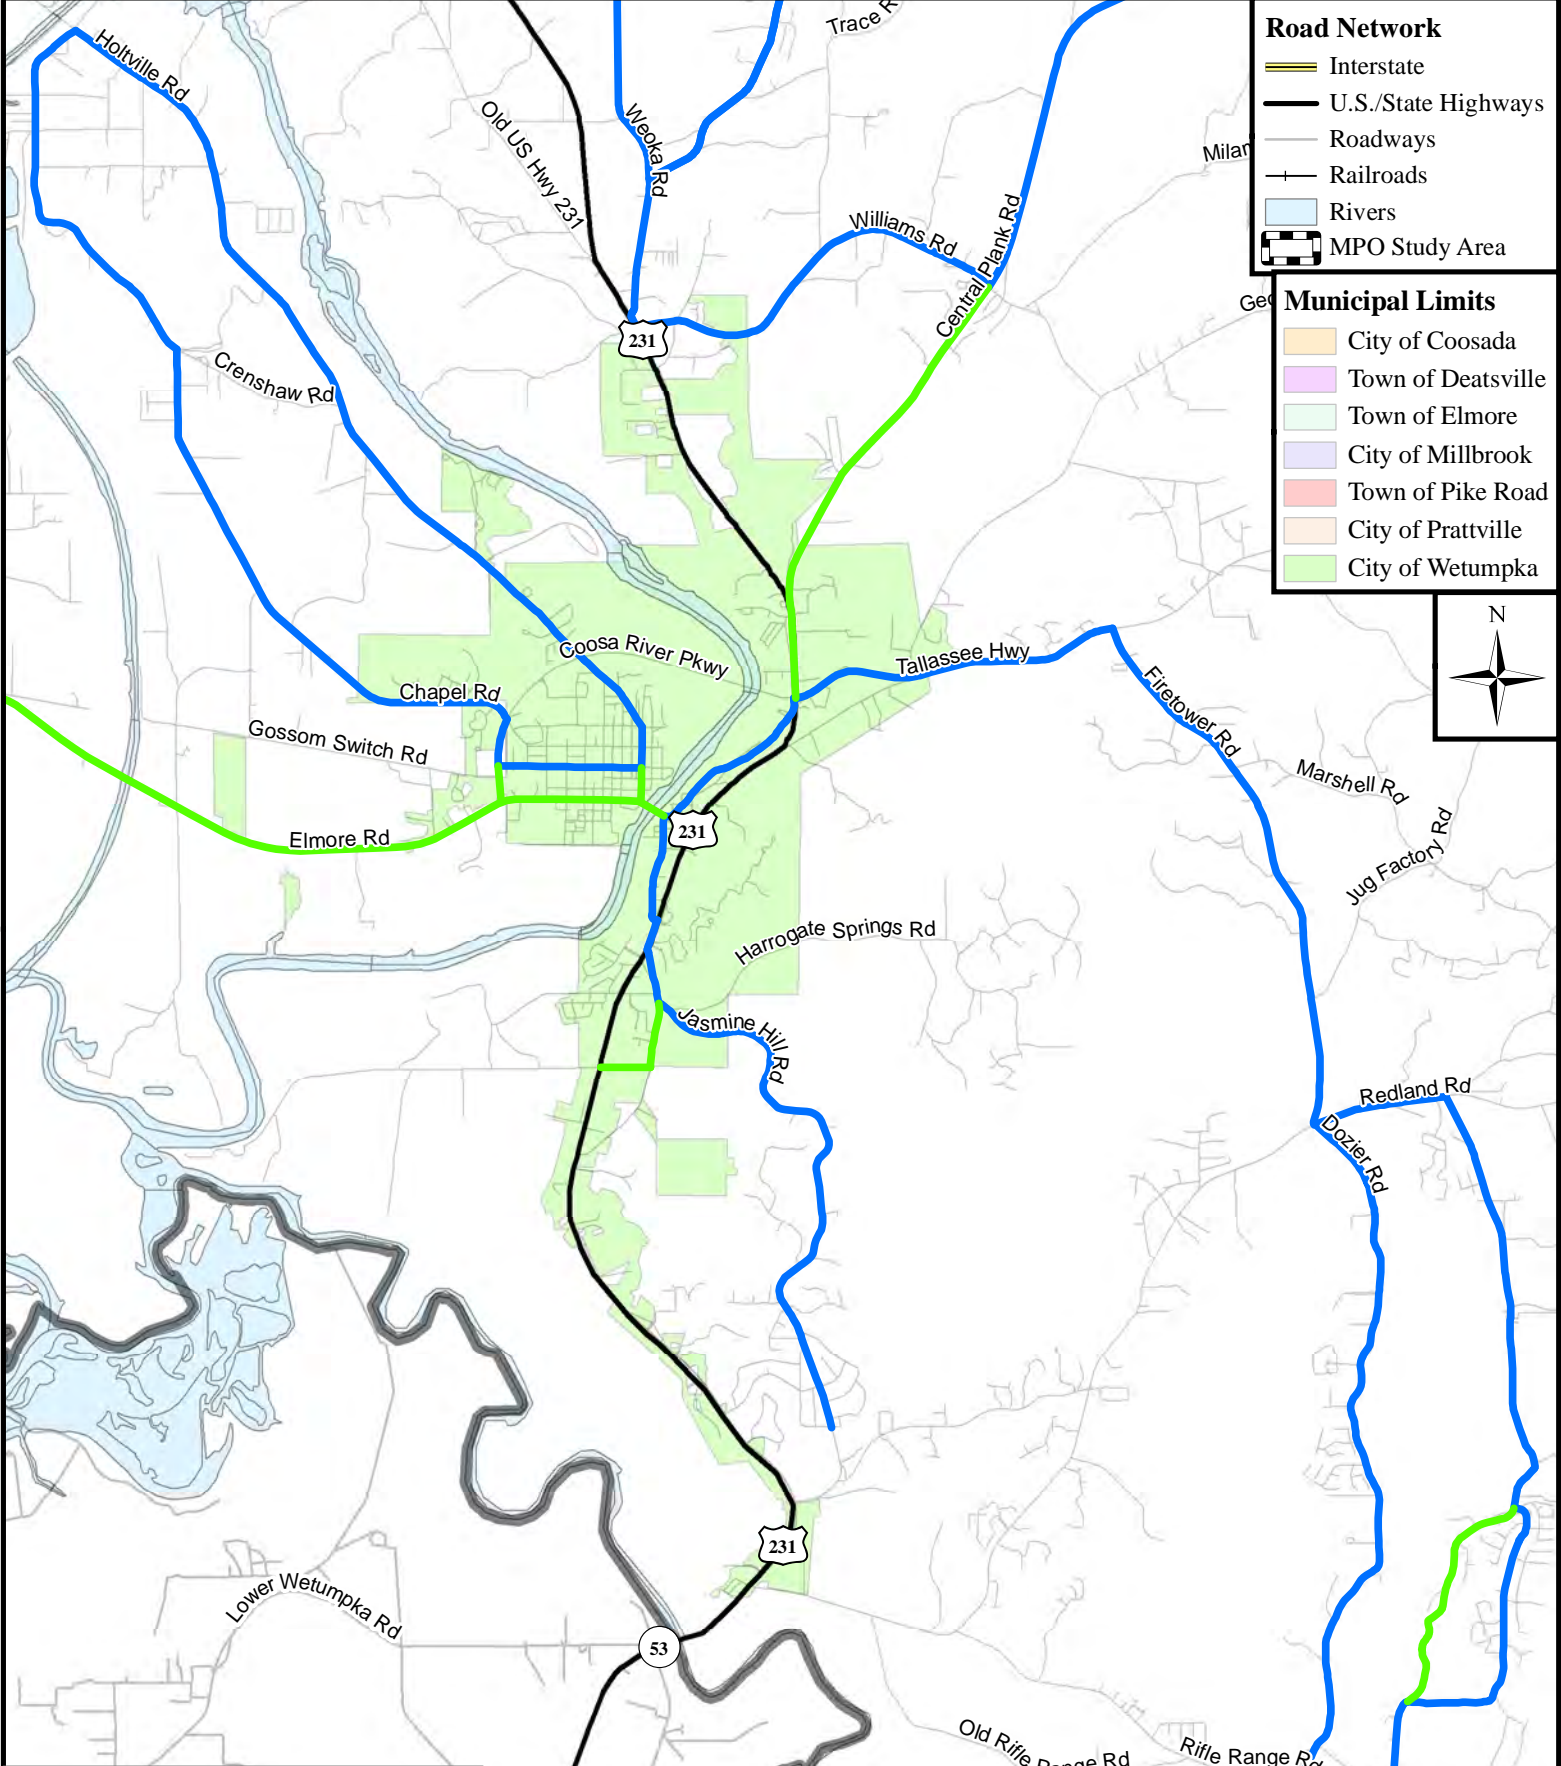 Trace R
Holtville Rd
Old US Hwy 231
Weoka Rd
Williams Rd
Central Plank Rd
Milan
Geo
Road Network
Interstate
U.S./State Highways
Roadways
Railroads
Rivers
MPO Study Area
Municipal Limits
City of Coosada
Town of Deatsville
Town of Elmore
City of Millbrook
Town of Pike Road
City of Prattville
City of Wetumpka
N
231
Crenshaw Rd
Coosa River Pkwy
Tallassee Hwy
Chapel Rd
Gossom Switch Rd
Firetower Rd
Marshell Rd
Elmore Rd
231
Jug Factory Rd
Harrogate Springs Rd
Jasmine Hill Rd
Redland Rd
Dozier Rd
231
Lower Wetumpka Rd
53
Old Rifle Range Rd
Rifle Range Rd